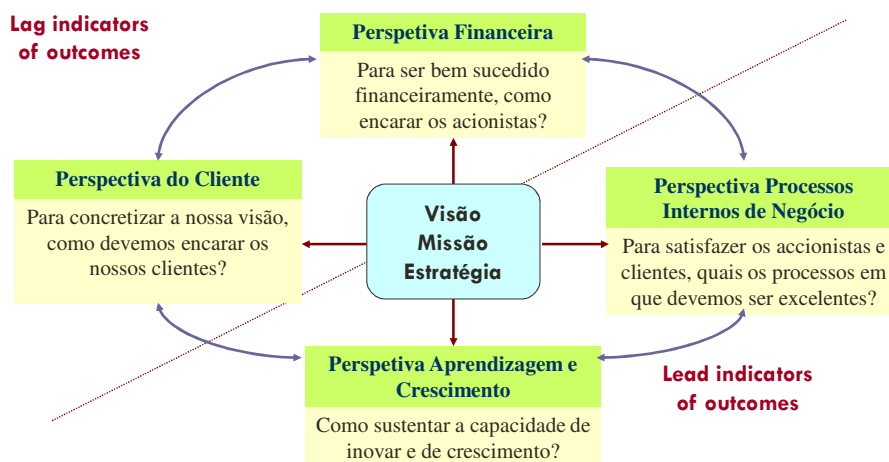 Lag indicators
of outcomes
Perspetiva Financeira
Para ser bem sucedido
financeiramente, como
encarar os acionistas?
Perspectiva do Cliente
Para concretizar a nossa visão,
como devemos encarar os
nossos clientes?
Visão
Missão
Estratégia
Perspectiva Processos
Internos de Negócio
Para satisfazer os accionistas e
clientes, quais os processos em
que devemos ser excelentes?
Perspetiva Aprendizagem e
Crescimento
Como sustentar a capacidade de
inovar e de crescimento?
Lead indicators
of outcomes